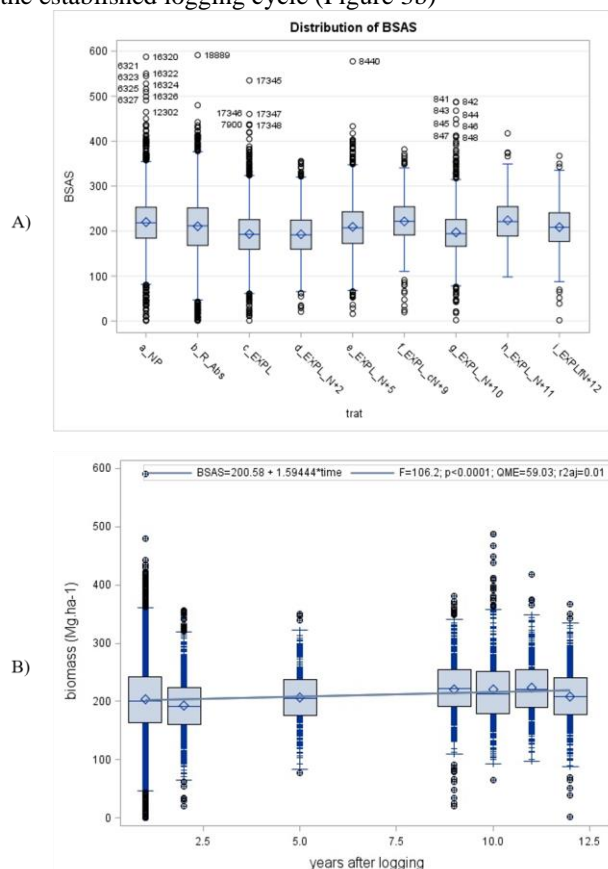 the established logging cycle (Figure 3b)
Distribution of BSAS
600
500
400
300
200
100
0
BSAS
A)
6321 16320
6323 16322
6325 16324
6327 16326
12302
18889
17345
17346 17347
7900 17348
8440
841 842
843 844
845 846
847 848
a_NP
b_R_Abs
c_EXPL
d_EXPL_N+2
e_EXPL_N+5
f_EXPL_cN+9
g_EXPL_N+10
h_EXPL_N+11
trat
BSAS=200.58 + 1.59444*time
F=106.2; p<0.0001; QME=59.03; r2aj=0.01
600
500
400
300
200
100
0
biomass (Mg.ha-1)
B)
2.5 5.0 7.5 10.0 12.5
years after logging